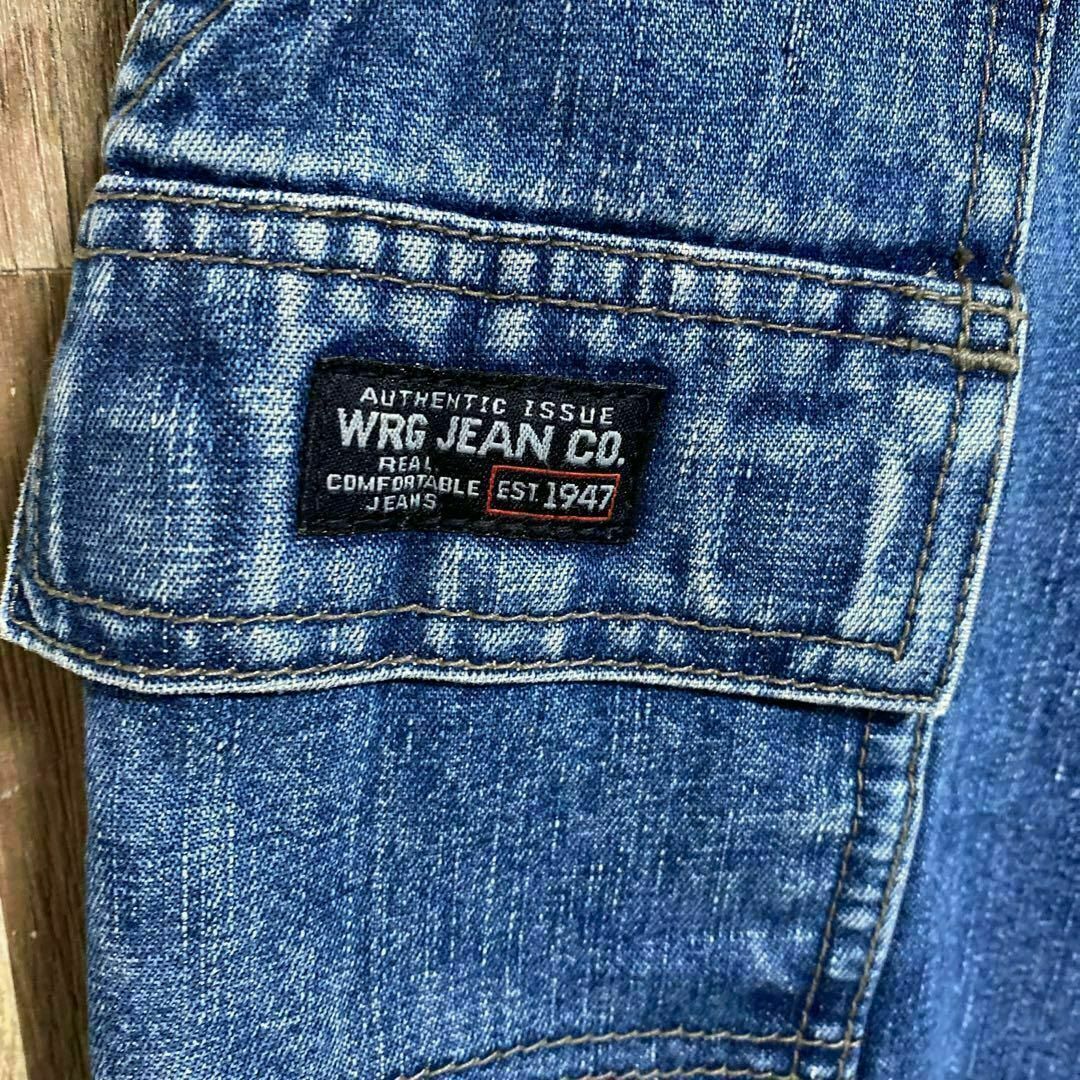 AUTHENTIC ISSUE
WRG JEAN CO.
REAL
COMFORTABLE
JEANS
EST.1947